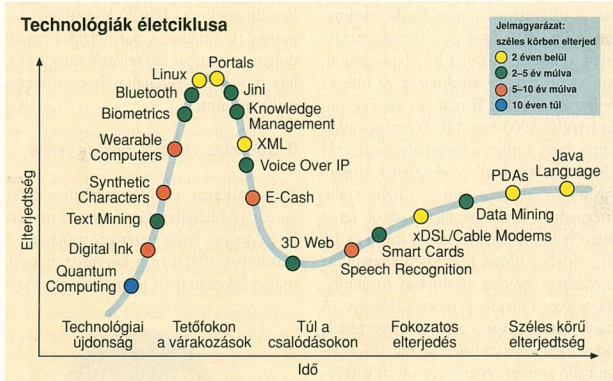 Technológiák életciklusa
Jelmagyarázat:
széles körben elterjed
2 éven belül
2–5 év múlva
5–10 év múlva
10 éven túl
Elterjedtség
Linux
Portals
Bluetooth
Jini
Biometrics
Knowledge
Management
Wearable
Computers
XML
Voice Over IP
Synthetic
Characters
E-Cash
Text Mining
Digital Ink
Quantum
Computing
3D Web
Speech Recognition
Smart Cards
xDSL/Cable Modems
Data Mining
PDAs
Java
Language
Technológiai
újdonság
Tetőfokon
a várakozások
Túl a
csalódásokon
Fokozatos
elterjedés
Széles körű
elterjedtség
Idő